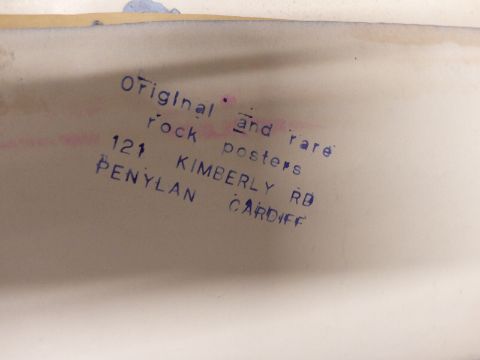 Original and rare
rock posters
121 KIMBERLY RD
PENYLAN CARDIFF